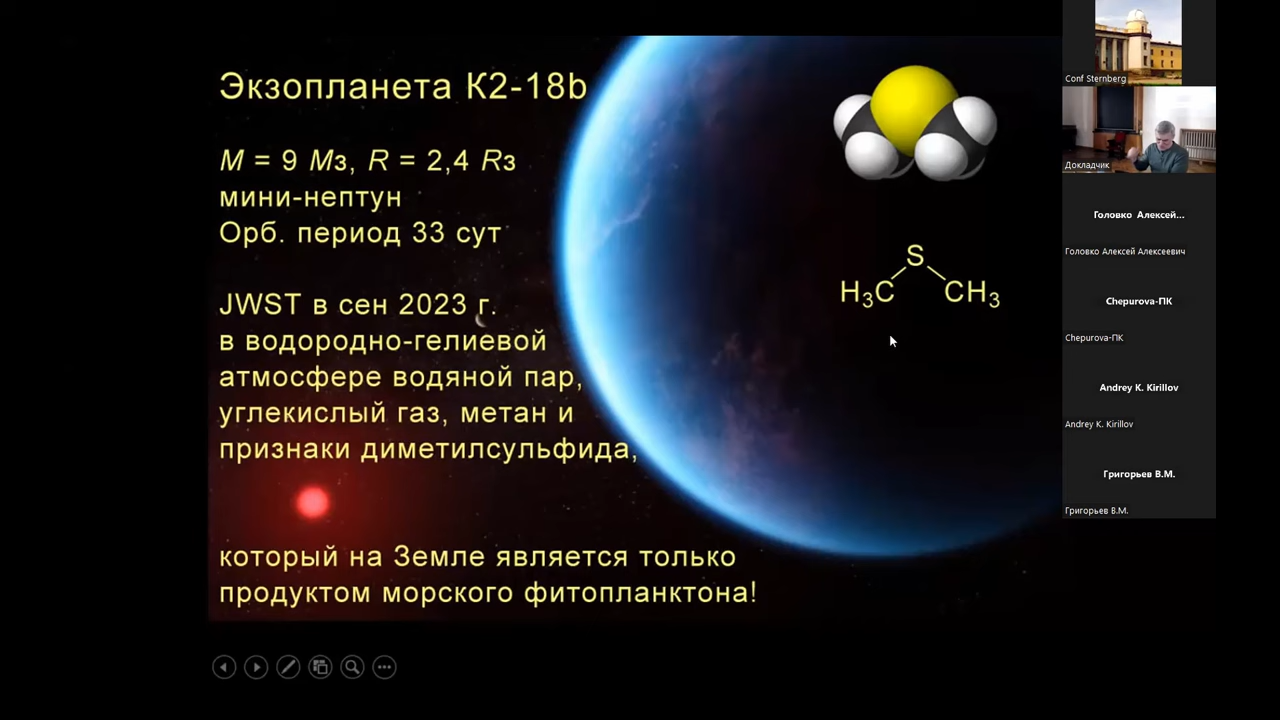 Экзопланета K2-18b
M = 9 Mз, R = 2,4 Rз
мини-нептун
Орб. период 33 сут
JWST в сен 2023 г.
в водородно-гелиевой
атмосфере водяной пар,
углекислый газ, метан и
признаки диметилсульфида,
который на Земле является только
продуктом морского фитопланктона!
S
H₃C CH₃
Conf Sternberg
Докладчик
Головко Алексей...
Головко Алексей Алексеевич
Chepurova-ПК
Chepurova-ПК
Andrey K. Kirillov
Andrey K. Kirillov
Григорьев В.М.
Григорьев В.М.